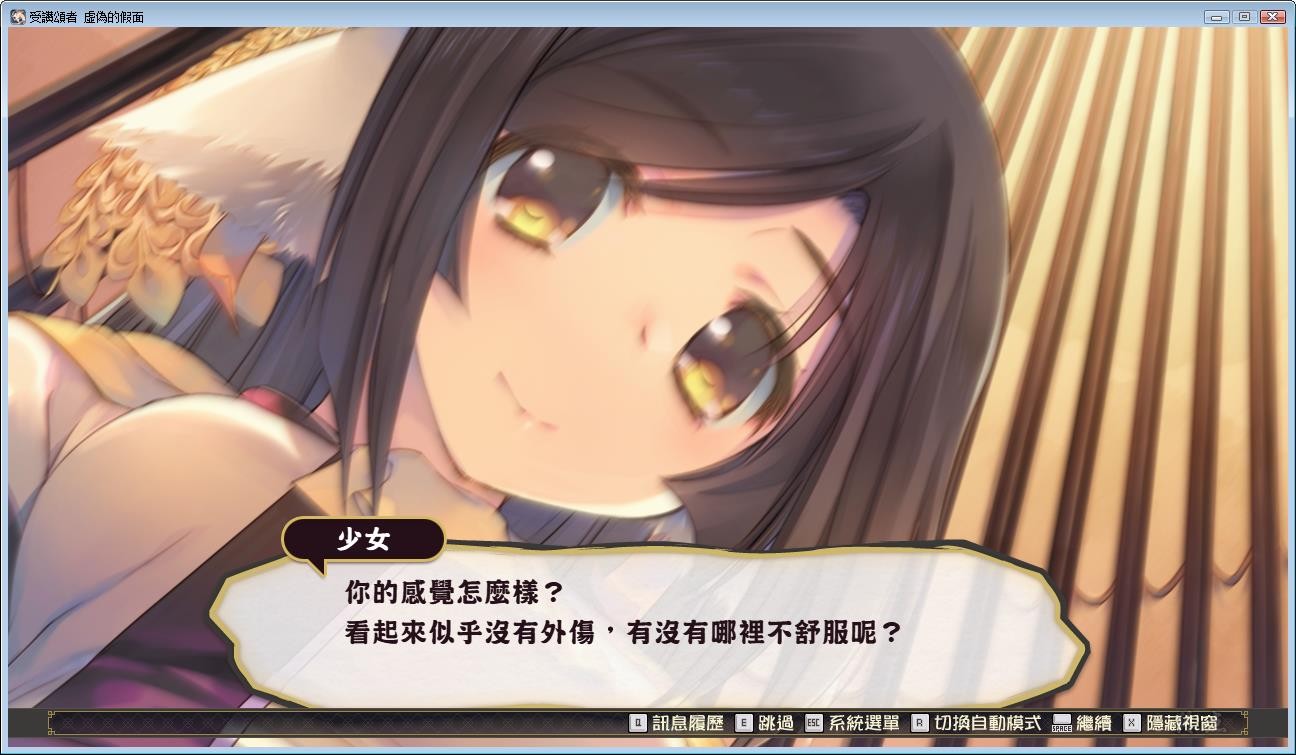 受讃頌者 虛偽的假面
少女
你的感覺怎麼樣？
看起來似乎沒有外傷，有沒有哪裡不舒服呢？
Q 訊息履歷 E 跳過 ESC 系統選單 R 切換自動模式 SPACE 繼續 X 隱藏視窗